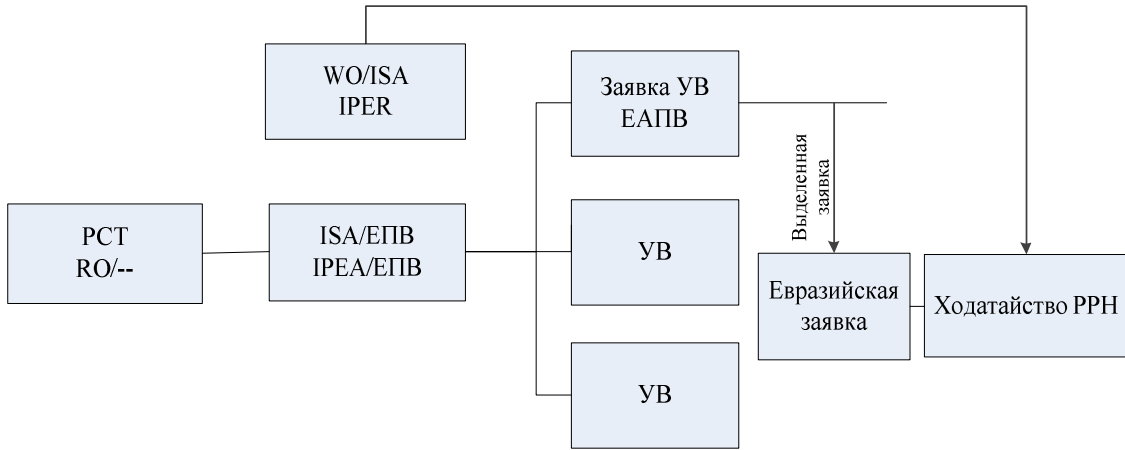 WO/ISA
IPER
Заявка УВ
ЕАПВ
Выделенная
заявка
PCT
RO/--
ISA/ЕПВ
IPEA/ЕПВ
УВ
Евразийская
заявка
Ходатайство РРН
УВ